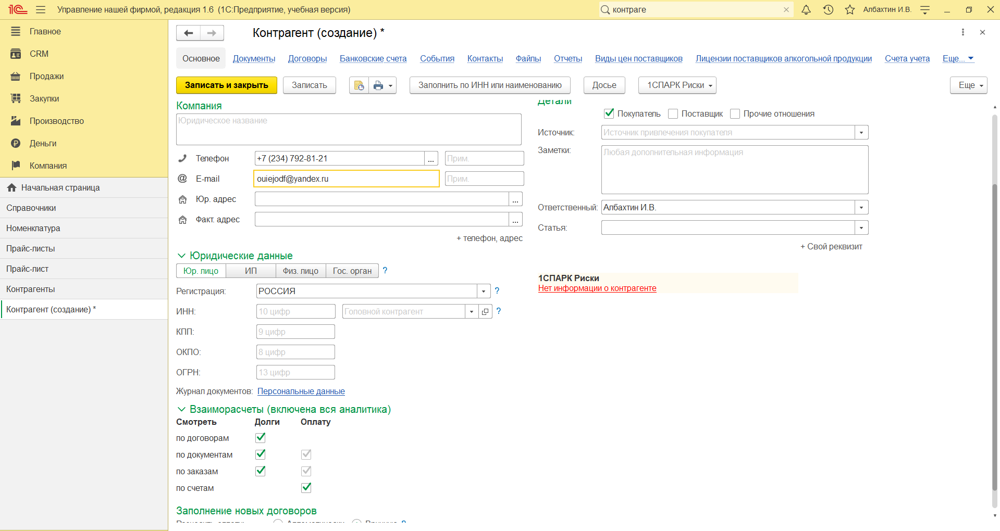 Управление нашей фирмой, редакция 1.6 (1С:Предприятие, учебная версия)
контраге
Албахтин И.В.
Главное
CRM
Продажи
Закупки
Производство
Деньги
Компания
Начальная страница
Справочники
Номенклатура
Прайс-листы
Прайс-лист
Контрагенты
Контрагент (создание) *
Контрагент (создание) *
Основное Документы Договоры Банковские счета События Контакты Файлы Отчеты Виды цен поставщиков Лицензии поставщиков алкогольной продукции Счета учета Еще...
Записать и закрыть Записать Заполнить по ИНН или наименованию Досье 1СПАРК Риски Еще
Компания
Юридическое название
Телефон +7 (234) 792-81-21 ... Прим.
E-mail ouiejodf@yandex.ru Прим.
Юр. адрес ...
Факт. адрес ...
+ телефон, адрес
Юридические данные
Юр. лицо ИП Физ. лицо Гос. орган ?
Регистрация: РОССИЯ ?
ИНН: 10 цифр Головной контрагент ?
КПП: 9 цифр
ОКПО: 8 цифр
ОГРН: 13 цифр
Журнал документов: Персональные данные
Взаиморасчеты (включена вся аналитика)
Смотреть Долги Оплату
по договорам
по документам
по заказам
по счетам
Заполнение новых договоров
Детали
Покупатель Поставщик Прочие отношения
Источник: Источник привлечения покупателя
Заметки: Любая дополнительная информация
Ответственный: Албахтин И.В.
Статья:
+ Свой реквизит
1СПАРК Риски
Нет информации о контрагенте